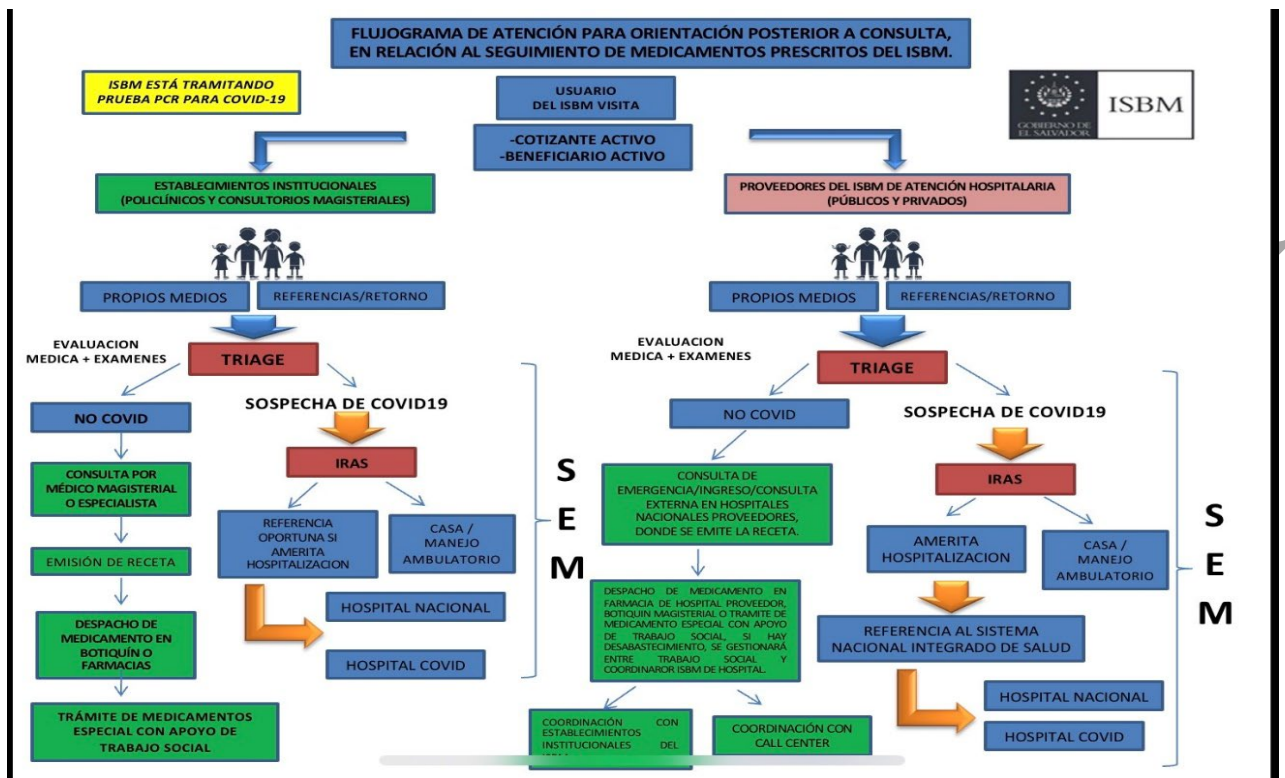 FLUJOGRAMA DE ATENCIÓN PARA ORIENTACIÓN POSTERIOR A CONSULTA,
EN RELACIÓN AL SEGUIMIENTO DE MEDICAMENTOS PRESCRITOS DEL ISBM.
ISBM ESTÁ TRAMITANDO
PRUEBA PCR PARA COVID-19
USUARIO
DEL ISBM VISITA
-COTIZANTE ACTIVO
-BENEFICIARIO ACTIVO
GOBIERNO DE
EL SALVADOR
ISBM
ESTABLECIMIENTOS INSTITUCIONALES
(POLICLÍNICOS Y CONSULTORIOS MAGISTERIALES)
PROPIOS MEDIOS
REFERENCIAS/RETORNO
EVALUACION
MEDICA + EXAMENES
TRIAGE
NO COVID
SOSPECHA DE COVID19
CONSULTA POR
MÉDICO MAGISTERIAL
O ESPECIALISTA
EMISIÓN DE RECETA
DESPACHO DE
MEDICAMENTO EN
BOTIQUÍN O
FARMACIAS
TRÁMITE DE MEDICAMENTOS
ESPECIAL CON APOYO DE
TRABAJO SOCIAL
IRAS
REFERENCIA
OPORTUNA SI
AMERITA
HOSPITALIZACION
CASA /
MANEJO
AMBULATORIO
HOSPITAL NACIONAL
HOSPITAL COVID
S
E
M
PROVEEDORES DEL ISBM DE ATENCIÓN HOSPITALARIA
(PÚBLICOS Y PRIVADOS)
PROPIOS MEDIOS
REFERENCIAS/RETORNO
EVALUACION
MEDICA + EXAMENES
TRIAGE
NO COVID
SOSPECHA DE COVID19
CONSULTA DE
EMERGENCIA/INGRESO/CONSULTA
EXTERNA EN HOSPITALES
NACIONALES PROVEEDORES,
DONDE SE EMITE LA RECETA.
DESPACHO DE MEDICAMENTO EN
FARMACIA DE HOSPITAL PROVEEDOR,
BOTIQUIN MAGISTERIAL O TRAMITE DE
MEDICAMENTO ESPECIAL CON APOYO
DE TRABAJO SOCIAL, SI HAY
DESABASTECIMIENTO, SE GESTIONARÁ
ENTRE TRABAJO SOCIAL Y
COORDINAROR ISBM DE HOSPITAL.
COORDINACIÓN CON
ESTABLECIMIENTOS
INSTITUCIONALES DEL
COORDINACIÓN CON
CALL CENTER
IRAS
AMERITA
HOSPITALIZACION
CASA /
MANEJO
AMBULATORIO
REFERENCIA AL SISTEMA
NACIONAL INTEGRADO DE SALUD
HOSPITAL NACIONAL
HOSPITAL COVID
S
E
M